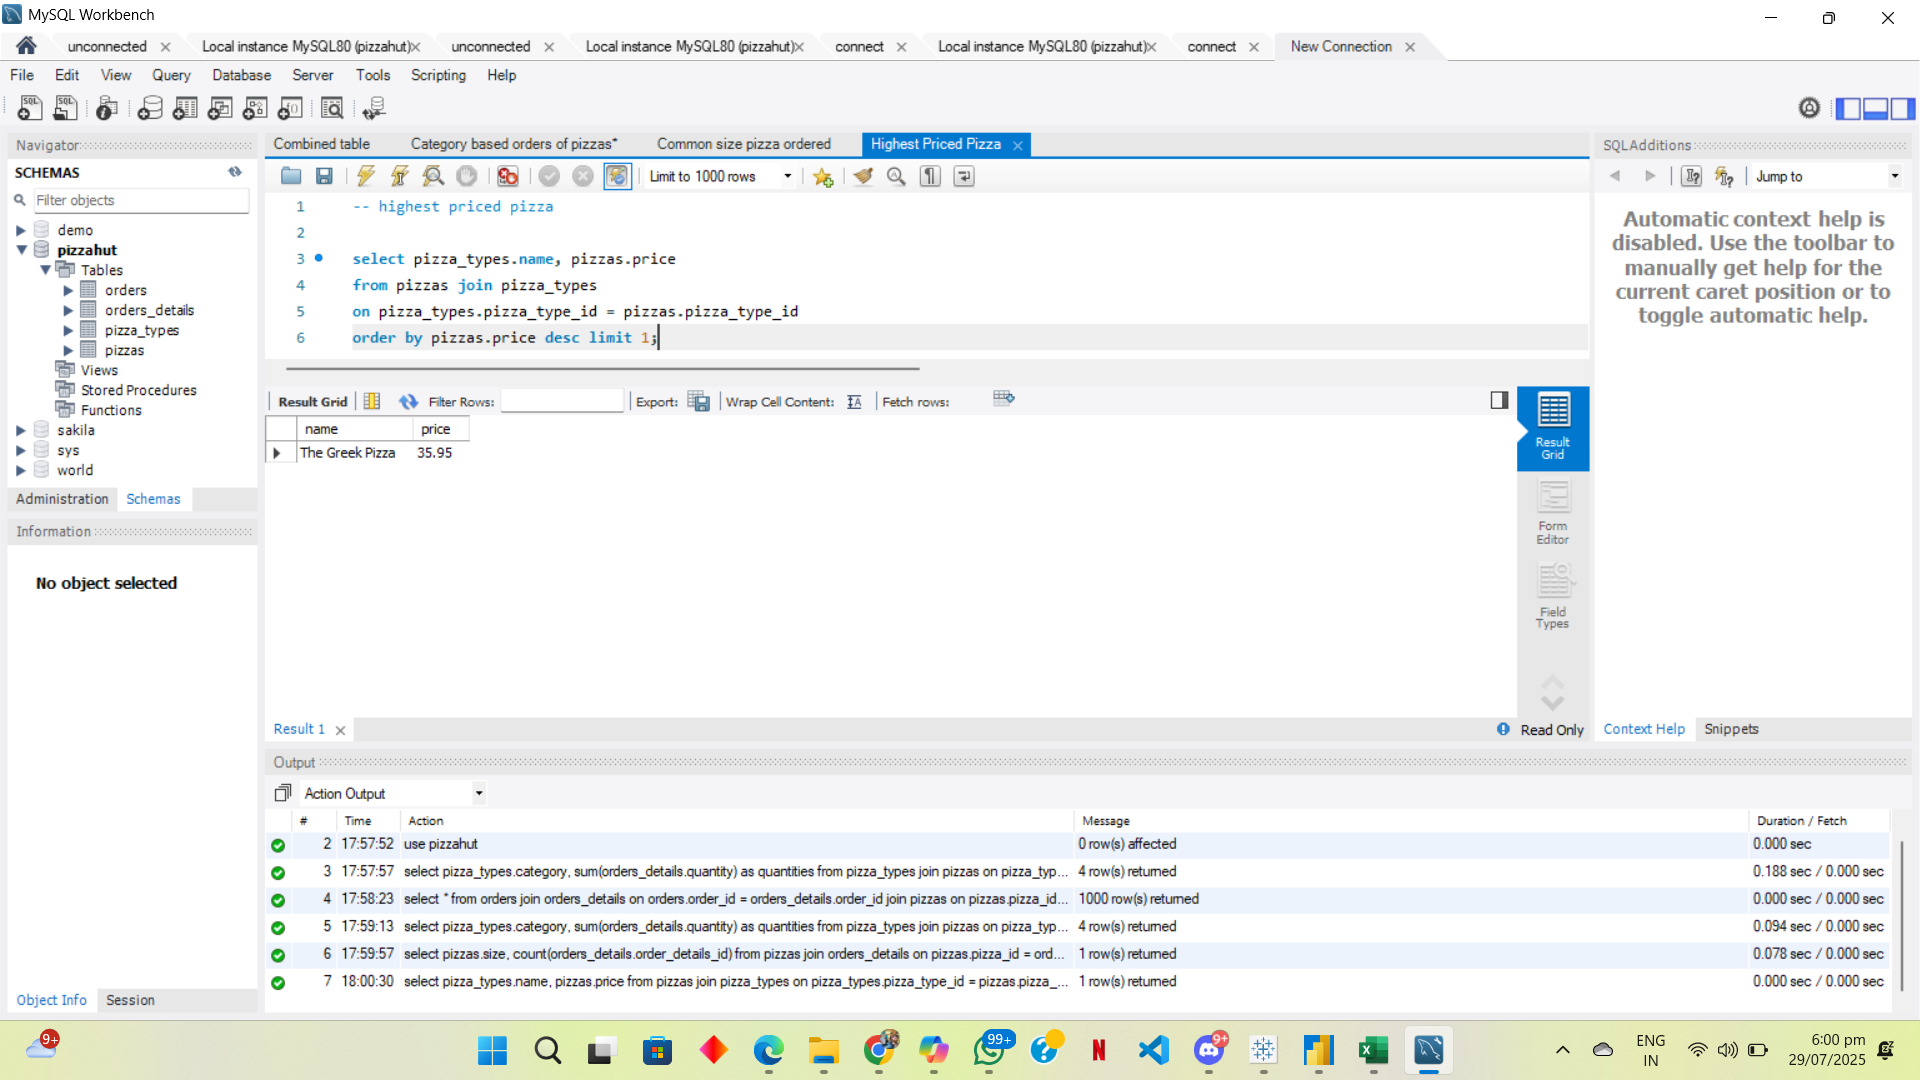 MySQL Workbench
unconnected
Local instance MySQL80 (pizzahut)
unconnected
Local instance MySQL80 (pizzahut)
connect
Local instance MySQL80 (pizzahut)
connect
New Connection
File Edit View Query Database Server Tools Scripting Help
Navigator
SCHEMAS
Filter objects
demo
pizzahut
Tables
orders
orders_details
pizza_types
pizzas
Views
Stored Procedures
Functions
sakila
sys
world
Administration Schemas
Information
No object selected
Object Info Session
Combined table
Category based orders of pizzas*
Common size pizza ordered
Highest Priced Pizza
Limit to 1000 rows
1 -- highest priced pizza
2
3 select pizza_types.name, pizzas.price
4 from pizzas join pizza_types
5 on pizza_types.pizza_type_id = pizzas.pizza_type_id
6 order by pizzas.price desc limit 1;
Result Grid Filter Rows: Export: Wrap Cell Content: Fetch rows:
name price
The Greek Pizza 35.95
Result Grid
Form Editor
Field Types
Result 1
Read Only
SQLAdditions
Jump to
Automatic context help is
disabled. Use the toolbar to
manually get help for the
current caret position or to
toggle automatic help.
Context Help Snippets
Output
Action Output
# Time Action Message Duration / Fetch
2 17:57:52 use pizzahut 0 row(s) affected 0.000 sec
3 17:57:57 select pizza_types.category, sum(orders_details.quantity) as quantities from pizza_types join pizzas on pizza_typ... 4 row(s) returned 0.188 sec / 0.000 sec
4 17:58:23 select * from orders join orders_details on orders.order_id = orders_details.order_id join pizzas on pizzas.pizza_id... 1000 row(s) returned 0.000 sec / 0.000 sec
5 17:59:13 select pizza_types.category, sum(orders_details.quantity) as quantities from pizza_types join pizzas on pizza_typ... 4 row(s) returned 0.094 sec / 0.000 sec
6 17:59:57 select pizzas.size, count(orders_details.order_details_id) from pizzas join orders_details on pizzas.pizza_id = ord... 1 row(s) returned 0.078 sec / 0.000 sec
7 18:00:30 select pizza_types.name, pizzas.price from pizzas join pizza_types on pizza_types.pizza_type_id = pizzas.pizza_... 1 row(s) returned 0.000 sec / 0.000 sec
9+
99+
9+
ENG
IN
6:00 pm
29/07/2025